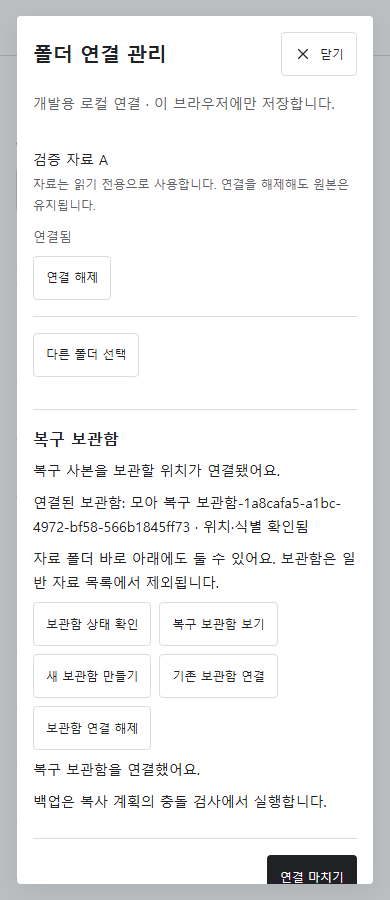 폴더 연결 관리
닫기
개발용 로컬 연결 · 이 브라우저에만 저장합니다.
검증 자료 A
자료는 읽기 전용으로 사용합니다. 연결을 해제해도 원본은
유지됩니다.
연결됨
연결 해제
다른 폴더 선택
복구 보관함
복구 사본을 보관할 위치가 연결됐어요.
연결된 보관함: 모아 복구 보관함-1a8cafa5-a1bc-
4972-bf58-566b1845ff73 · 위치·식별 확인됨
자료 폴더 바로 아래에도 둘 수 있어요. 보관함은 일
반 자료 목록에서 제외됩니다.
보관함 상태 확인
복구 보관함 보기
새 보관함 만들기
기존 보관함 연결
보관함 연결 해제
복구 보관함을 연결했어요.
백업은 복사 계획의 충돌 검사에서 실행합니다.
연결 마치기